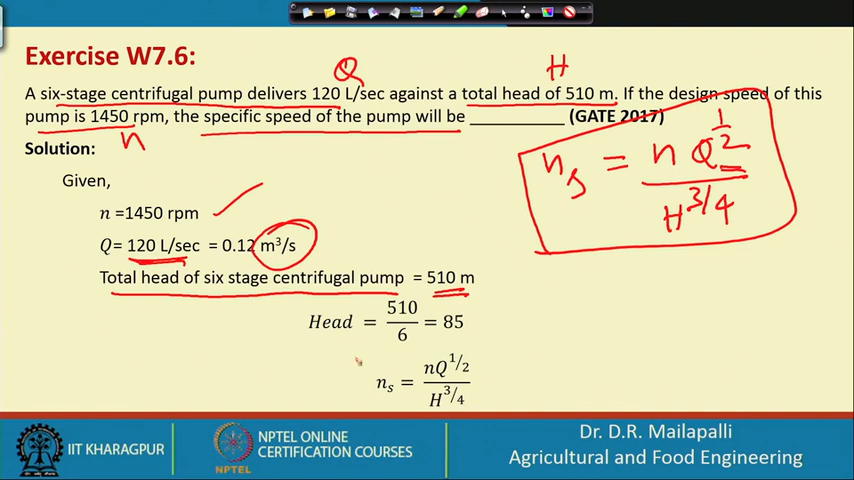 Exercise W7.6:
Q
H
A six-stage centrifugal pump delivers 120 L/sec against a total head of 510 m. If the design speed of this
pump is 1450 rpm, the specific speed of the pump will be __________ (GATE 2017)
n
n_s = n Q^{1/2} / H^{3/4}
Solution:
Given,
n =1450 rpm
Q= 120 L/sec = 0.12 m³/s
Total head of six stage centrifugal pump = 510 m
Head = 510/6 = 85
n_s = nQ^{1/2} / H^{3/4}
IIT KHARAGPUR
NPTEL
NPTEL ONLINE
CERTIFICATION COURSES
Dr. D.R. Mailapalli
Agricultural and Food Engineering